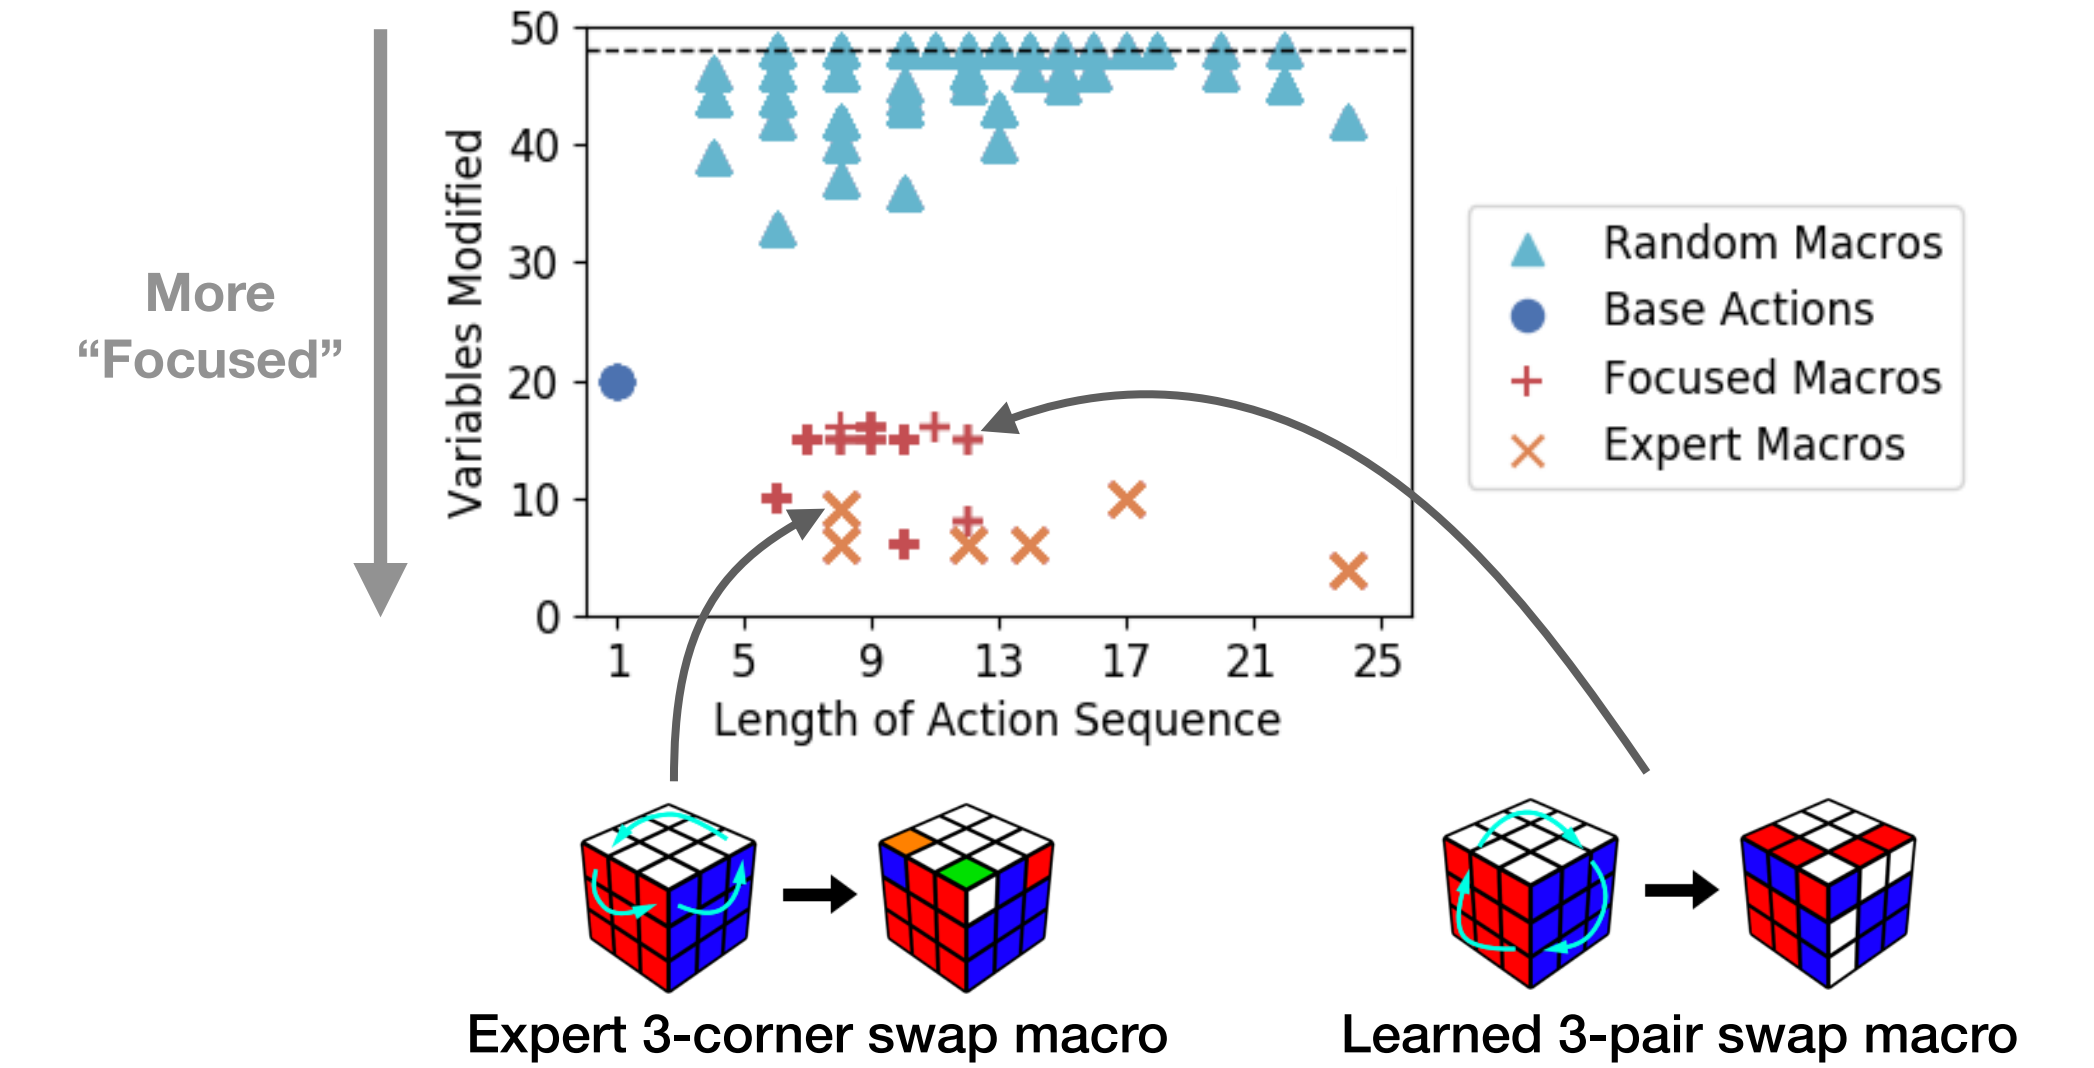 More
“Focused”
Variables Modified
50
40
30
20
10
0
1 5 9 13 17 21 25
Length of Action Sequence
Random Macros
Base Actions
Focused Macros
Expert Macros
Expert 3-corner swap macro
Learned 3-pair swap macro